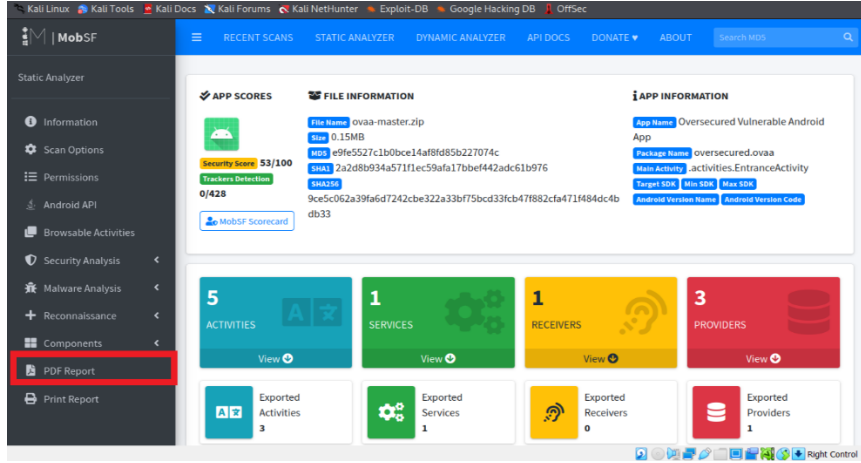 Kali Linux Kali Tools Kali Docs Kali Forums Kali NetHunter Exploit-DB Google Hacking DB OffSec
MobSF
RECENT SCANS STATIC ANALYZER DYNAMIC ANALYZER API DOCS DONATE ABOUT Search MD5
Static Analyzer
Information
Scan Options
Permissions
Android API
Browsable Activities
Security Analysis
Malware Analysis
Reconnaissance
Components
PDF Report
Print Report
APP SCORES
Security Score 53/100
Trackers Detection
0/428
MobSF Scorecard
FILE INFORMATION
File Name ovaa-master.zip
Size 0.15MB
MD5 e9fe5527c1b0bce14af8fd85b227074c
SHA1 2a2d8b934a571f1ec59afa17bbef442adc61b976
SHA256
9ce5c062a39fa6d7242cbe322a33bf75bcd33fcb47f882cfa471f484dc4b
db33
APP INFORMATION
App Name Oversecured Vulnerable Android
App
Package Name oversecured.ovaa
Main Activity .activities.EntranceActivity
Target SDK Min SDK Max SDK
Android Version Name Android Version Code
5
ACTIVITIES
View
1
SERVICES
View
1
RECEIVERS
View
3
PROVIDERS
View
Exported
Activities
3
Exported
Services
1
Exported
Receivers
0
Exported
Providers
1
Right Control